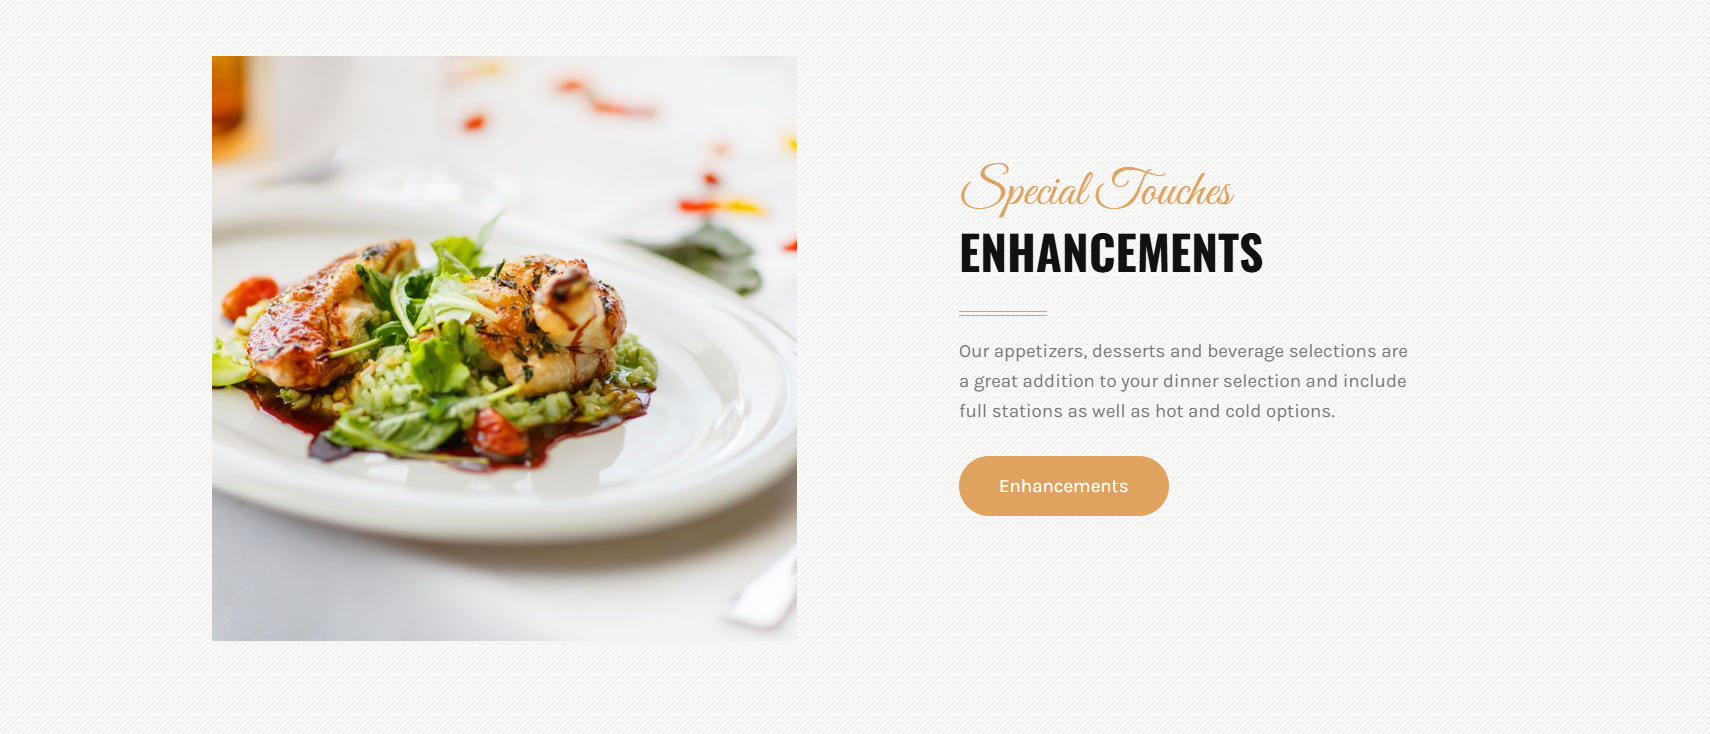 Special Touches
ENHANCEMENTS
Our appetizers, desserts and beverage selections are
a great addition to your dinner selection and include
full stations as well as hot and cold options.
Enhancements